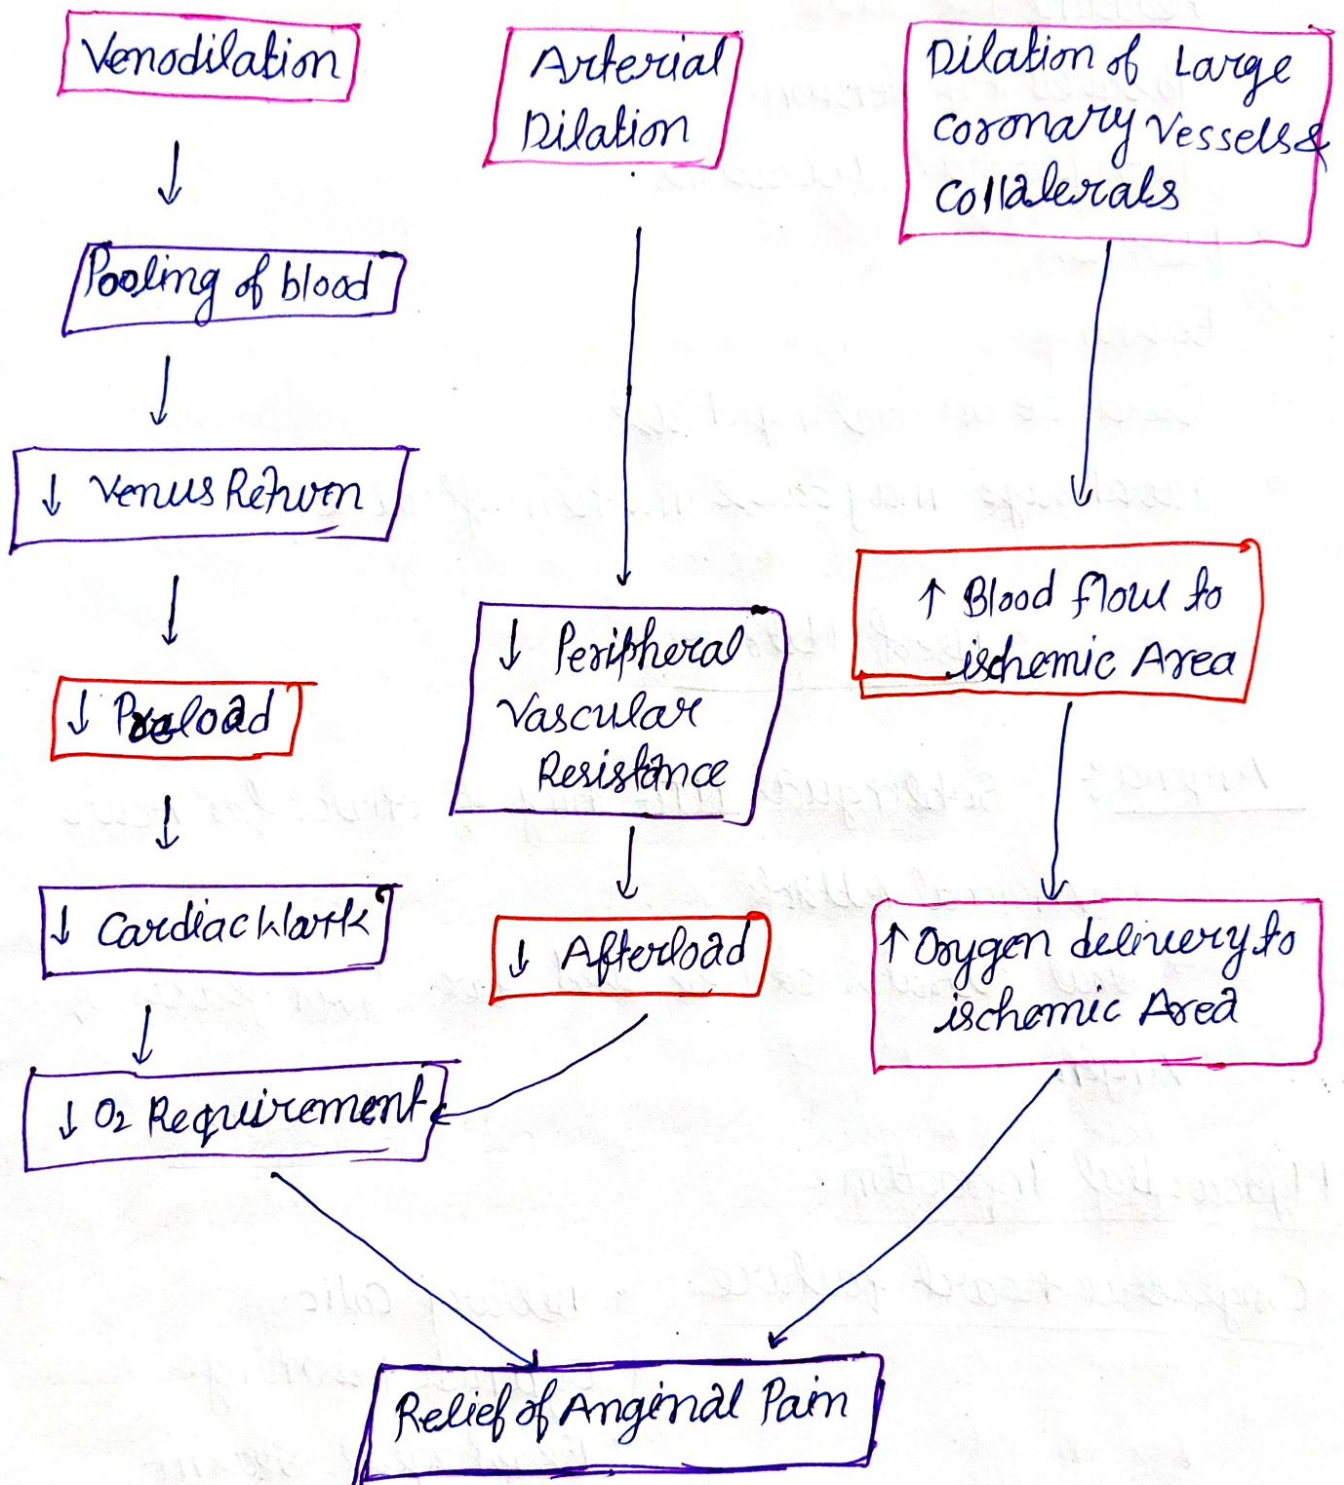 Venodilation
Pooling of blood
↓ Venus Return
↓ Preload
↓ Cardiac Work
↓ O₂ Requirement
Arterial
Dilation
↓ Peripheral
Vascular
Resistance
↓ Afterload
Dilation of Large
Coronary Vessels &
Collaterals
↑ Blood flow to
ischemic Area
↑ Oxygen delivery to
ischemic Area
Relief of Anginal Pain